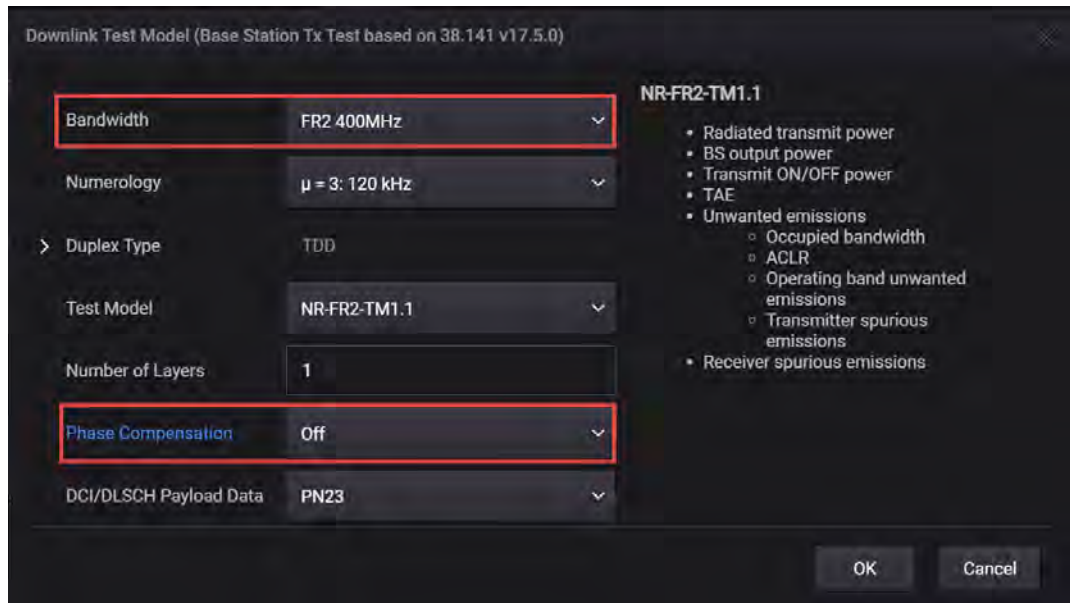 Downlink Test Model (Base Station Tx Test based on 38.141 v17.5.0)
Bandwidth FR2 400MHz
Numerology μ = 3: 120 kHz
Duplex Type TDD
Test Model NR-FR2-TM1.1
Number of Layers 1
Phase Compensation Off
DCI/DLSCH Payload Data PN23
NR-FR2-TM1.1
• Radiated transmit power
• BS output power
• Transmit ON/OFF power
• TAE
• Unwanted emissions
○ Occupied bandwidth
○ ACLR
○ Operating band unwanted
emissions
○ Transmitter spurious
emissions
• Receiver spurious emissions
OK Cancel